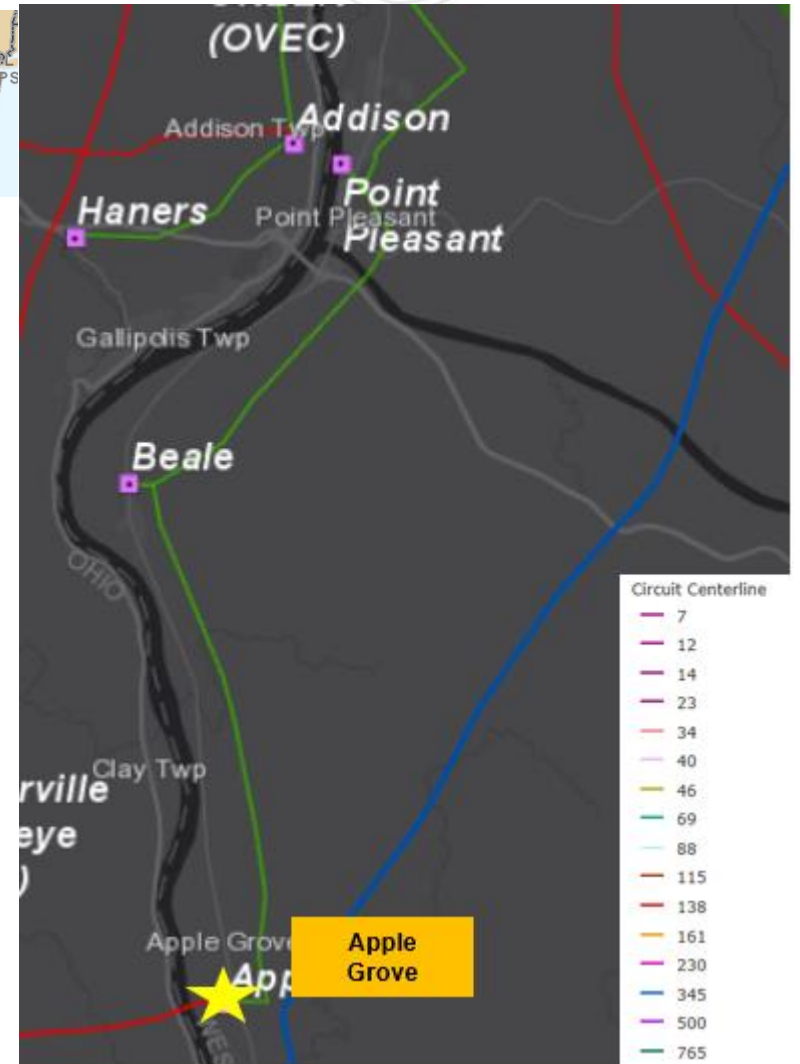 (OVEC)
Addison Twp
Addison
Haners
Point Pleasant
Point
Pleasant
Gallipolis Twp
Beale
OHIO
Clay Twp
rville
eye
)
Apple Grove
App
Apple
Grove
Circuit Centerline
7
12
14
23
34
40
46
69
88
115
138
161
230
345
500
765